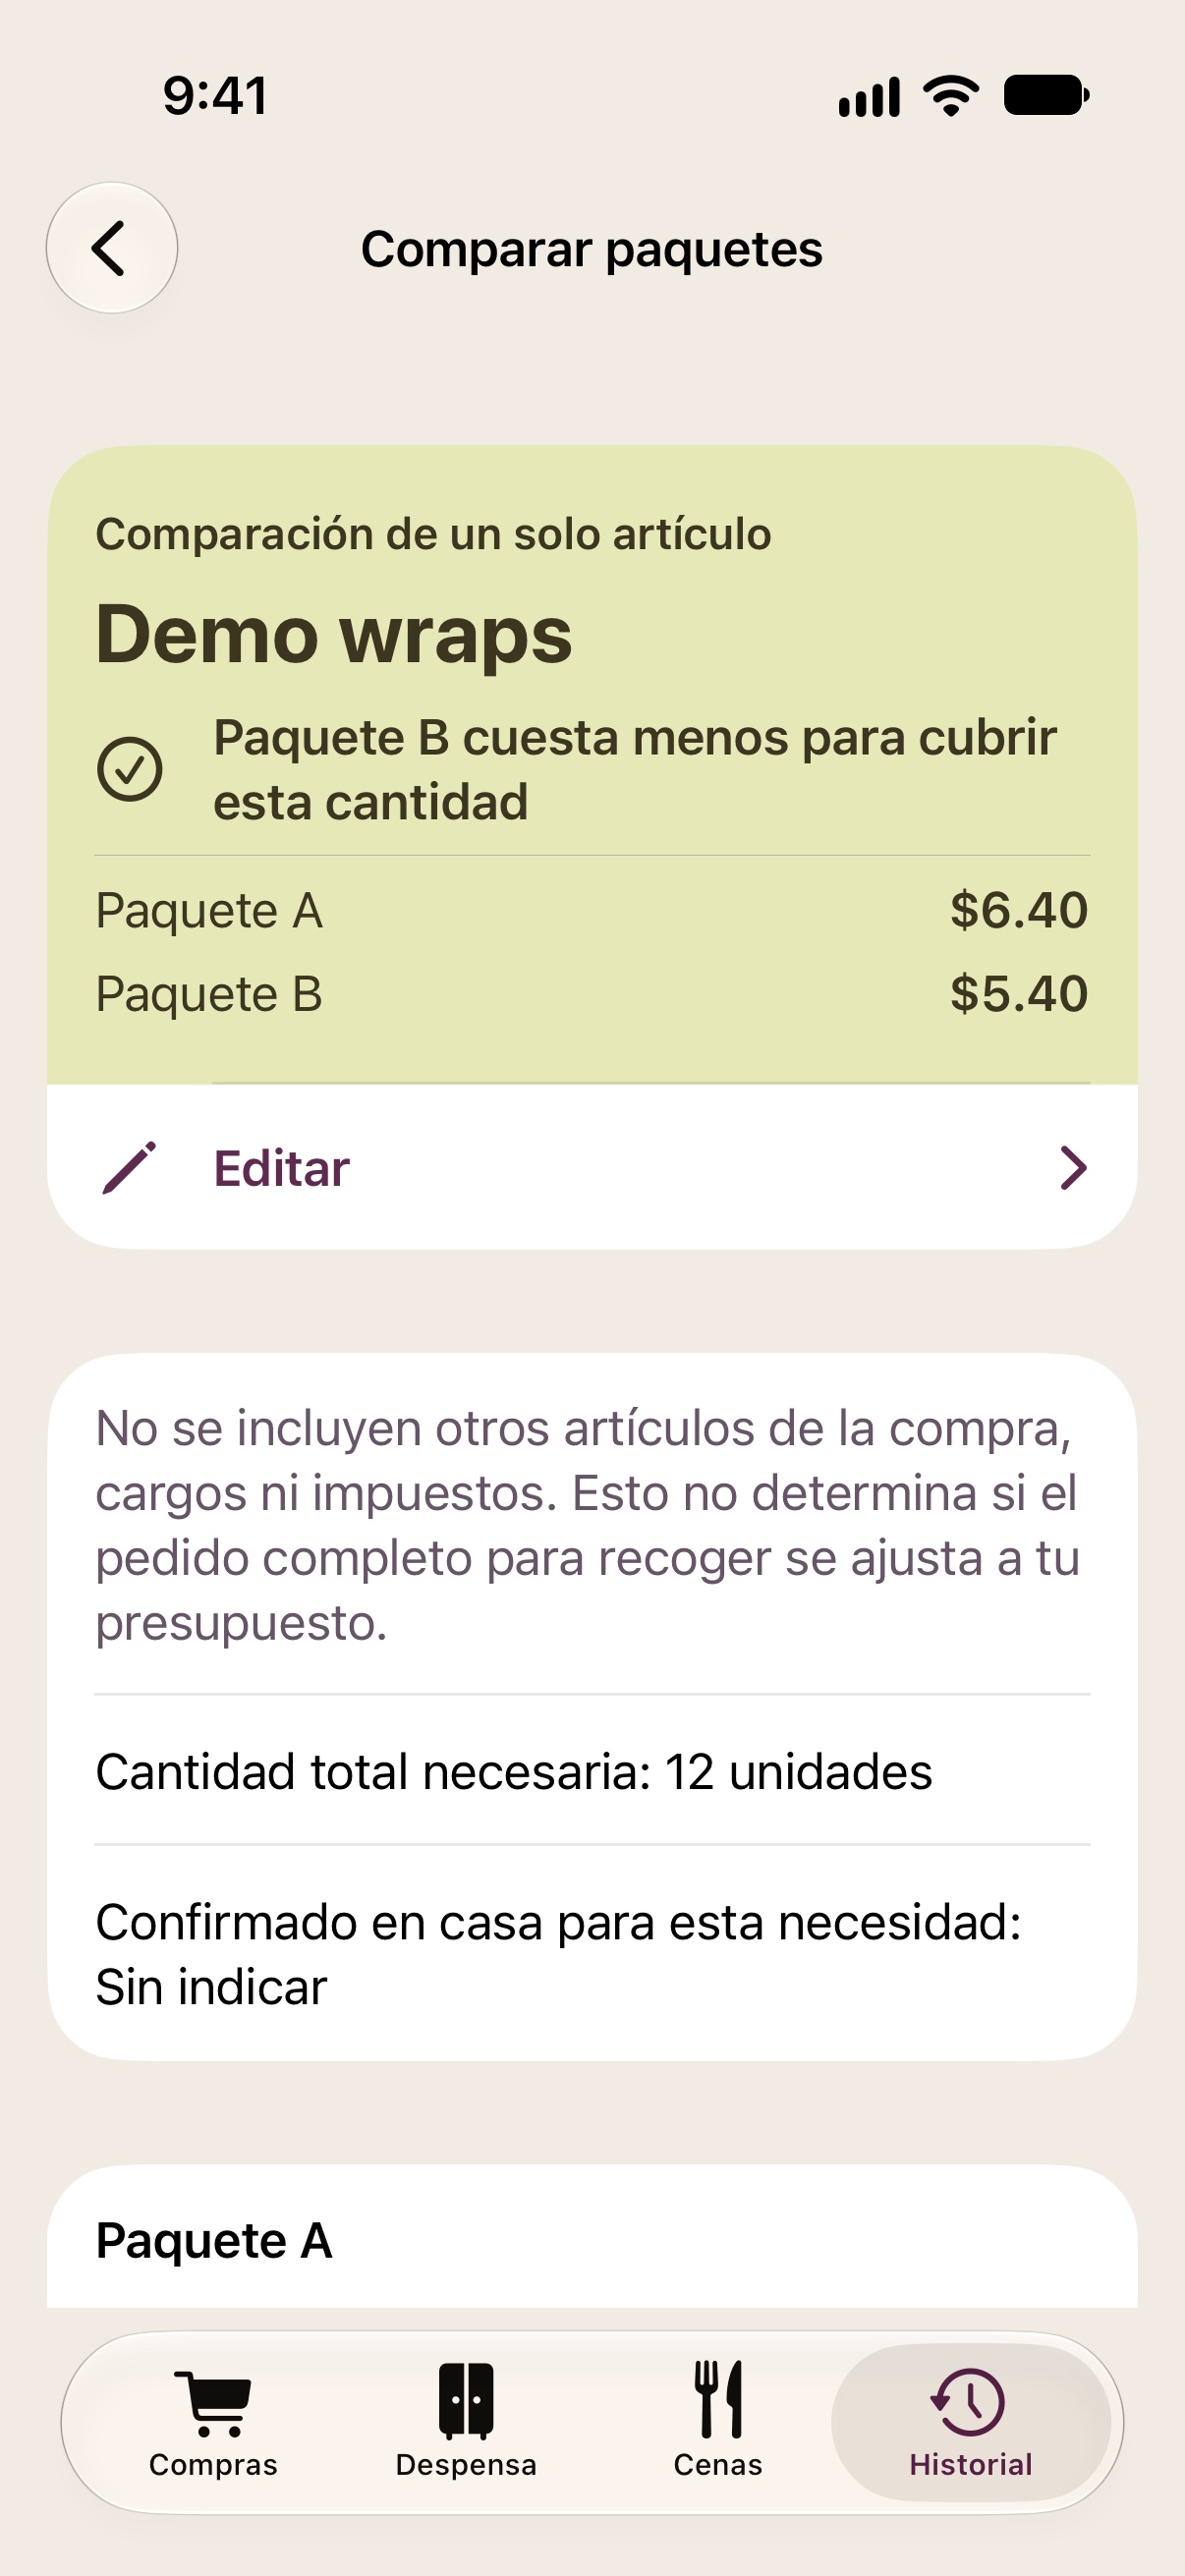 9:41
Comparar paquetes
Comparación de un solo artículo
Demo wraps
Paquete B cuesta menos para cubrir
esta cantidad
Paquete A $6.40
Paquete B $5.40
Editar
No se incluyen otros artículos de la compra,
cargos ni impuestos. Esto no determina si el
pedido completo para recoger se ajusta a tu
presupuesto.
Cantidad total necesaria: 12 unidades
Confirmado en casa para esta necesidad:
Sin indicar
Paquete A
Compras Despensa Cenas Historial